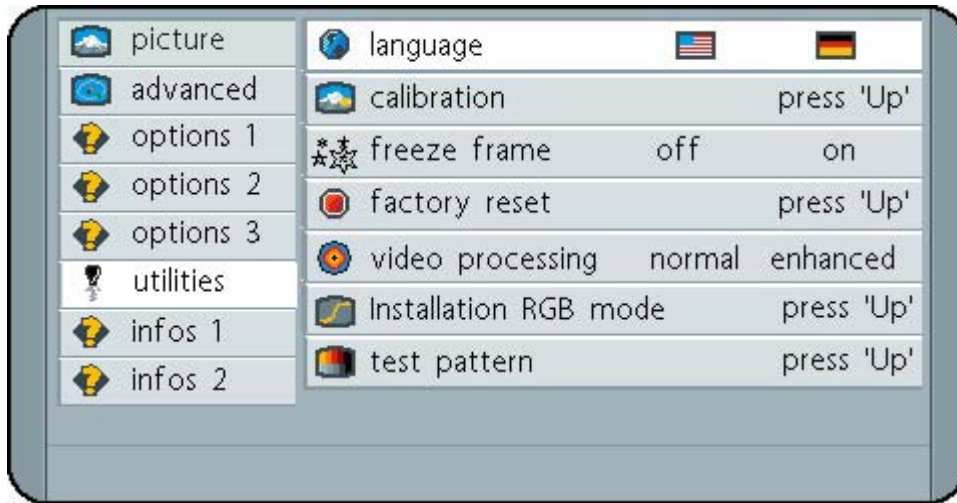 picture
advanced
options 1
options 2
options 3
utilities
infos 1
infos 2
language
calibration press 'Up'
freeze frame off on
factory reset press 'Up'
video processing normal enhanced
Installation RGB mode press 'Up'
test pattern press 'Up'